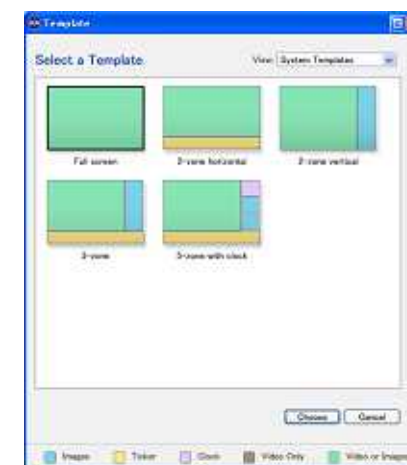 Template
Select a Template
View: System Templates
Full screen
2-zone horizontal
2-zone vertical
3-zone
3-zone with clock
Choose
Cancel
Images
Ticker
Clock
Video Only
Video or Images